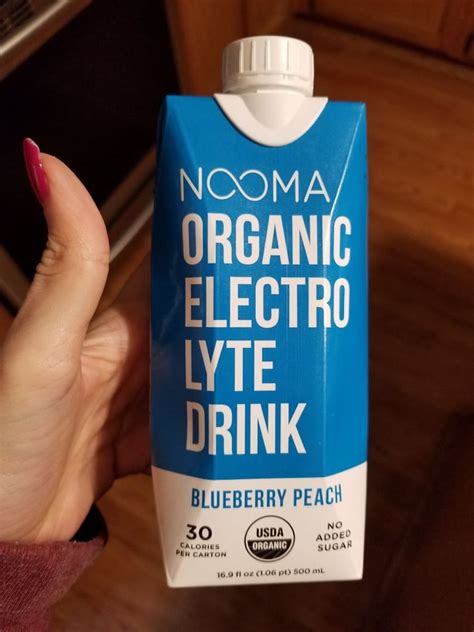 NOOMA
ORGANIC
ELECTRO
LYTE
DRINK
BLUEBERRY PEACH
30
CALORIES
PER CARTON
USDA
ORGANIC
NO
ADDED
SUGAR
16.9 fl oz (1.06 pt) 500 mL